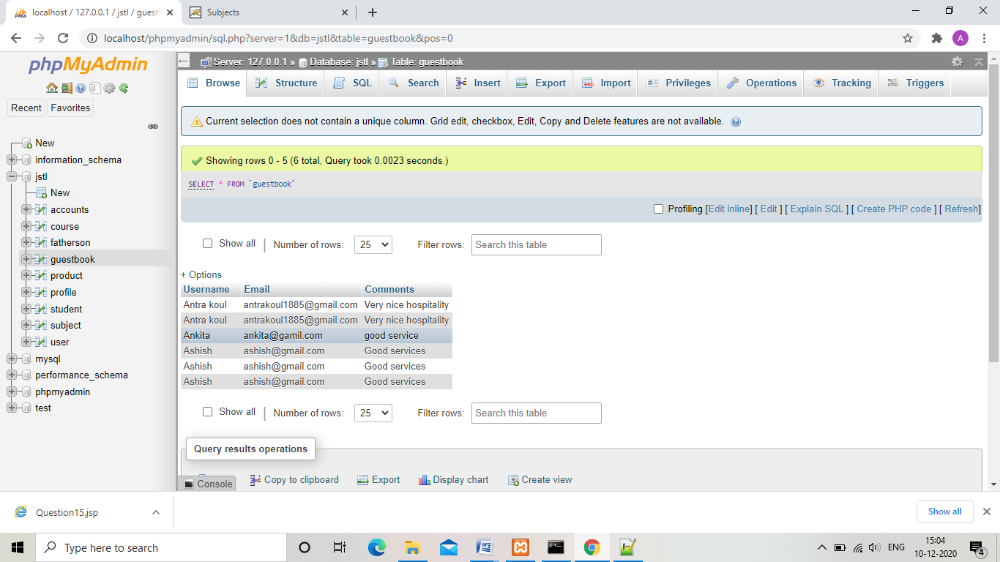 localhost / 127.0.0.1 / jstl / guest
Subjects
localhost/phpmyadmin/sql.php?server=1&db=jstl&table=guestbook&pos=0
A
phpMyAdmin
Recent Favorites
New
information_schema
jstl
New
accounts
course
fatherson
guestbook
product
profile
student
subject
user
mysql
performance_schema
phpmyadmin
test
Server: 127.0.0.1 » Database: jstl » Table: guestbook
Browse Structure SQL Search Insert Export Import Privileges Operations Tracking Triggers
Current selection does not contain a unique column. Grid edit, checkbox, Edit, Copy and Delete features are not available.
Showing rows 0 - 5 (6 total, Query took 0.0023 seconds.)
SELECT * FROM `guestbook`
Profiling [Edit inline] [ Edit ] [ Explain SQL ] [ Create PHP code ] [ Refresh]
Show all | Number of rows: 25 Filter rows: Search this table
+ Options
Username Email Comments
Antra koul antrakoul1885@gmail.com Very nice hospitality
Antra koul antrakoul1885@gmail.com Very nice hospitality
Ankita ankita@gamil.com good service
Ashish ashish@gmail.com Good services
Ashish ashish@gmail.com Good services
Ashish ashish@gmail.com Good services
Show all | Number of rows: 25 Filter rows: Search this table
Query results operations
Copy to clipboard Export Display chart Create view
Console
Question15.jsp
Show all
Type here to search
ENG
15:04
10-12-2020
4